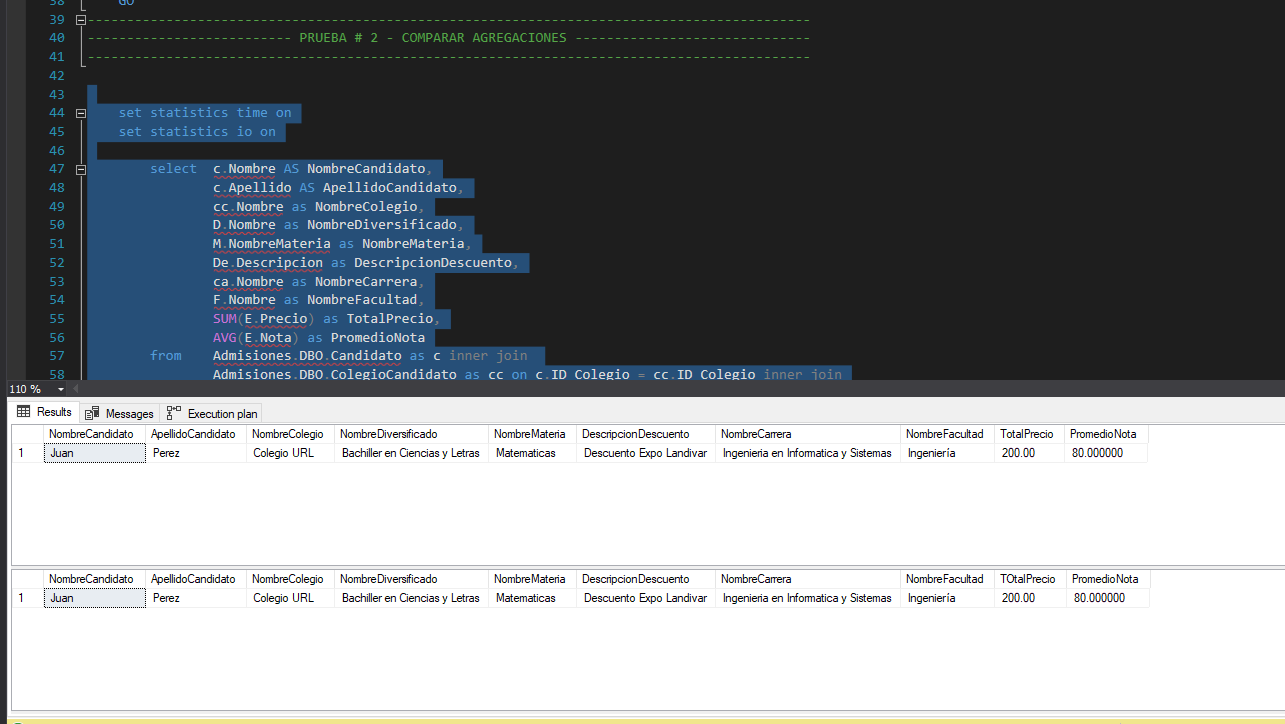 38 GO
39 --------------------------------------------------------------------------------------------
40 -------------------------- PRUEBA # 2 - COMPARAR AGREGACIONES ------------------------------
41 --------------------------------------------------------------------------------------------
42
43
44 set statistics time on
45 set statistics io on
46
47 select c.Nombre AS NombreCandidato,
48 c.Apellido AS ApellidoCandidato,
49 cc.Nombre as NombreColegio,
50 D.Nombre as NombreDiversificado,
51 M.NombreMateria as NombreMateria,
52 De.Descripcion as DescripcionDescuento,
53 ca.Nombre as NombreCarrera,
54 F.Nombre as NombreFacultad,
55 SUM(E.Precio) as TotalPrecio,
56 AVG(E.Nota) as PromedioNota
57 from Admisiones.DBO.Candidato as c inner join
58 Admisiones.DBO.ColegioCandidato as cc on c.ID_Colegio = cc.ID_Colegio inner join
110 %
Results Messages Execution plan
NombreCandidato ApellidoCandidato NombreColegio NombreDiversificado NombreMateria DescripcionDescuento NombreCarrera NombreFacultad TotalPrecio PromedioNota
1 Juan Perez Colegio URL Bachiller en Ciencias y Letras Matematicas Descuento Expo Landivar Ingenieria en Informatica y Sistemas Ingeniería 200.00 80.000000
NombreCandidato ApellidoCandidato NombreColegio NombreDiversificado NombreMateria DescripcionDescuento NombreCarrera NombreFacultad TOtalPrecio PromedioNota
1 Juan Perez Colegio URL Bachiller en Ciencias y Letras Matematicas Descuento Expo Landivar Ingenieria en Informatica y Sistemas Ingeniería 200.00 80.000000